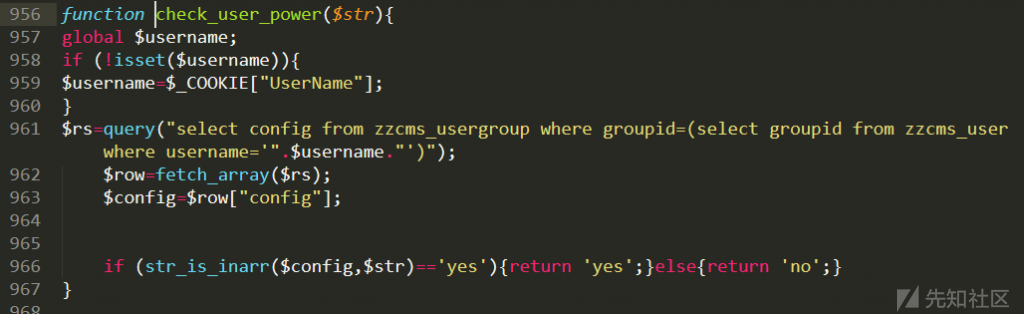 956 function check_user_power($str){
957 global $username;
958 if (!isset($username)){
959 $username=$_COOKIE["UserName"];
960 }
961 $rs=query("select config from zzcms_usergroup where groupid=(select groupid from zzcms_user
where username='".$username."')");
962 $row=fetch_array($rs);
963 $config=$row["config"];
964
965
966 if (str_is_inarr($config,$str)=='yes'){return 'yes';}else{return 'no';}
967 }
968
先知社区